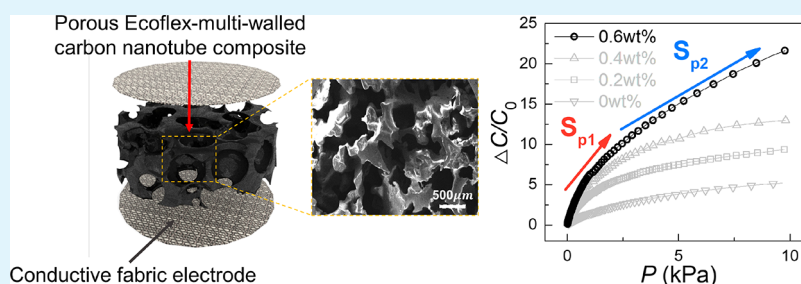 Porous Ecoflex-multi-walled
carbon nanotube composite
500μm
Conductive fabric electrode
25
20
15
10
5
0
ΔC/C0
0.6wt%
0.4wt%
0.2wt%
0wt%
Sp1
Sp2
0
5
10
P (kPa)